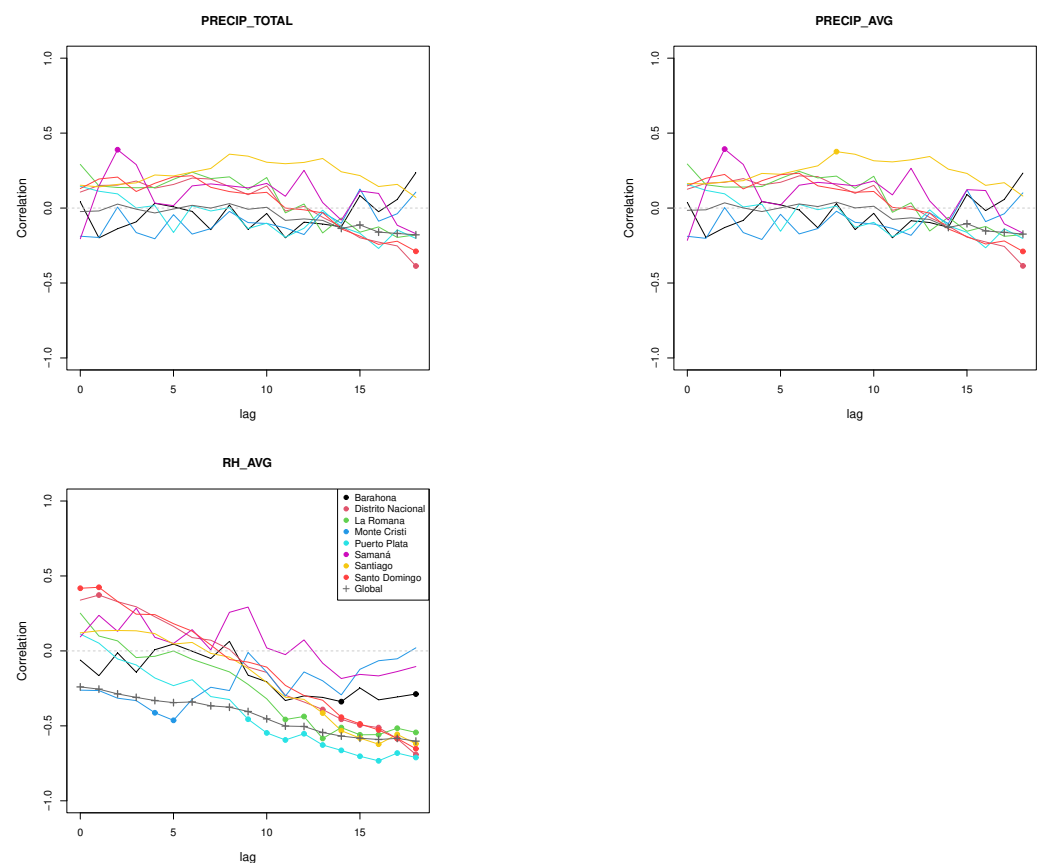 PRECIP_TOTAL
Correlation
1.0
0.5
0.0
−0.5
−1.0
0 5 10 15
lag
PRECIP_AVG
Correlation
1.0
0.5
0.0
−0.5
−1.0
0 5 10 15
lag
RH_AVG
Correlation
1.0
0.5
0.0
−0.5
−1.0
Barahona
Distrito Nacional
La Romana
Monte Cristi
Puerto Plata
Samaná
Santiago
Santo Domingo
Global
0 5 10 15
lag